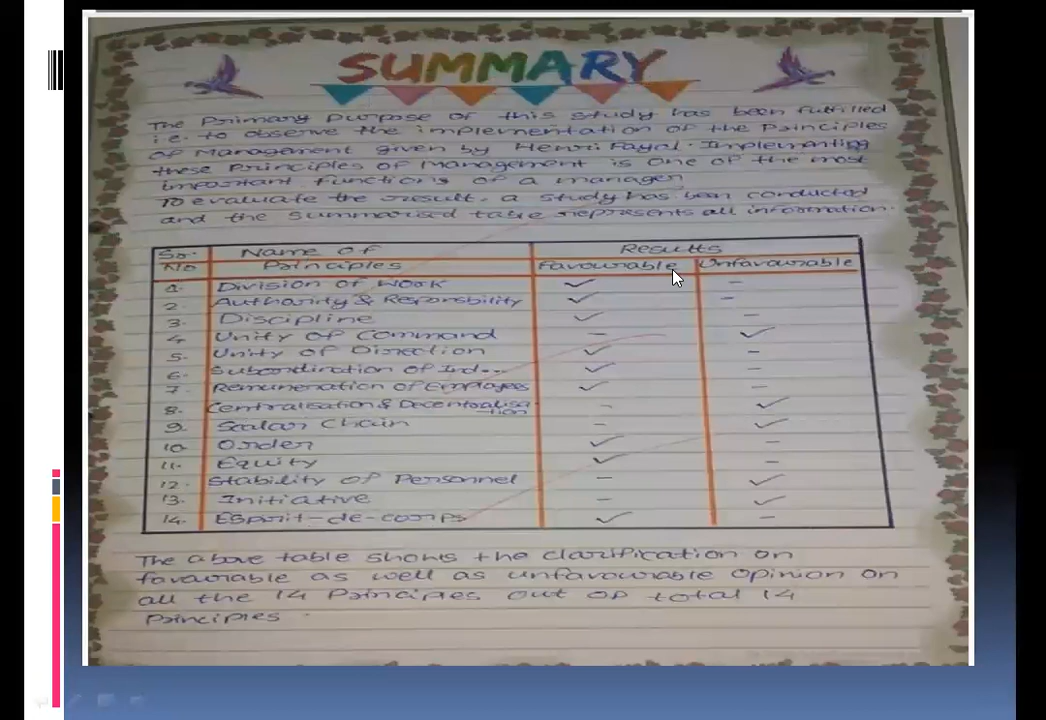 SUMMARY
The Primary purpose of this study has been fulfilled
i.e. to observe the implementation of the Principles
of Management given by Henri Fayol. Implementing
these Principles of Management is one of the most
important functions of a manager
To evaluate the result, a study has been conducted
and the summarised table represents all information.
Sr. No Name of Principles Results
Favourable Unfavourable
1. Division of Work ✓ -
2. Authority & Reponsbility ✓ -
3. Discipline ✓ -
4. Unity of Command - ✓
5. Unity of Direction ✓ -
6. Subordination of Ind... ✓ -
7. Remuneration of Employees ✓ -
8. Centralisation & Decentralisation - ✓
9. Scalar Chain - ✓
10. Order ✓ -
11. Equity ✓ -
12. Stability of Personnel - ✓
13. Initiative - ✓
14. Esprit-de-corps ✓ -
The above table shows the clarification on
favourable as well as unfavourable opinion on
all the 14 Principles out of total 14
Principles